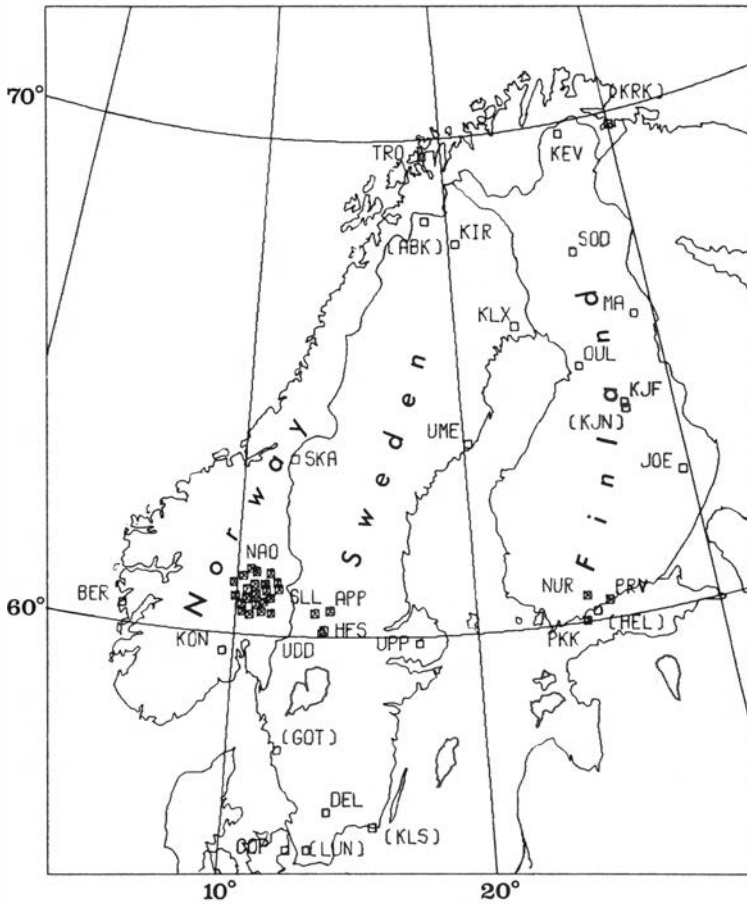 70°
(KRK)
TRO
KEV
(ABK)
KIR
SOD
MA
KLX
OUL
KJF
(KJN)
UME
JOE
SKA
Norway
Sweden
Finland
NAO
BER
SLL
APP
NUR
PRV
60°
HFS
(HEL)
KON
UDD
UPP
PKK
(GOT)
DEL
COP
(LUN)
(KLS)
10°
20°